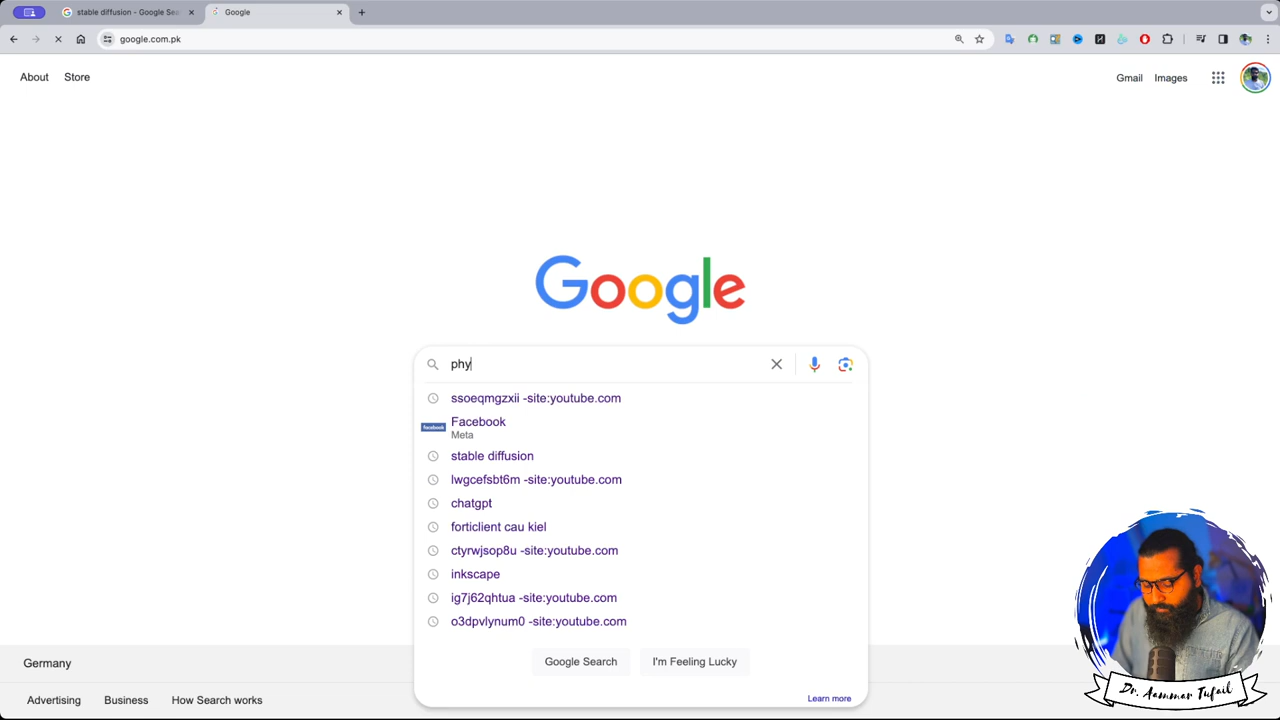 stable diffusion - Google Sea
Google
google.com.pk
About Store
Gmail Images
Google
phy
ssoeqmgzxii -site:youtube.com
facebook
Facebook
Meta
stable diffusion
lwgcefsbt6m -site:youtube.com
chatgpt
forticlient cau kiel
ctyrwjsop8u -site:youtube.com
inkscape
ig7j62qhtua -site:youtube.com
o3dpvlynum0 -site:youtube.com
Google Search I'm Feeling Lucky
Learn more
Germany
Advertising Business How Search works
Dr. Aammar Tufail